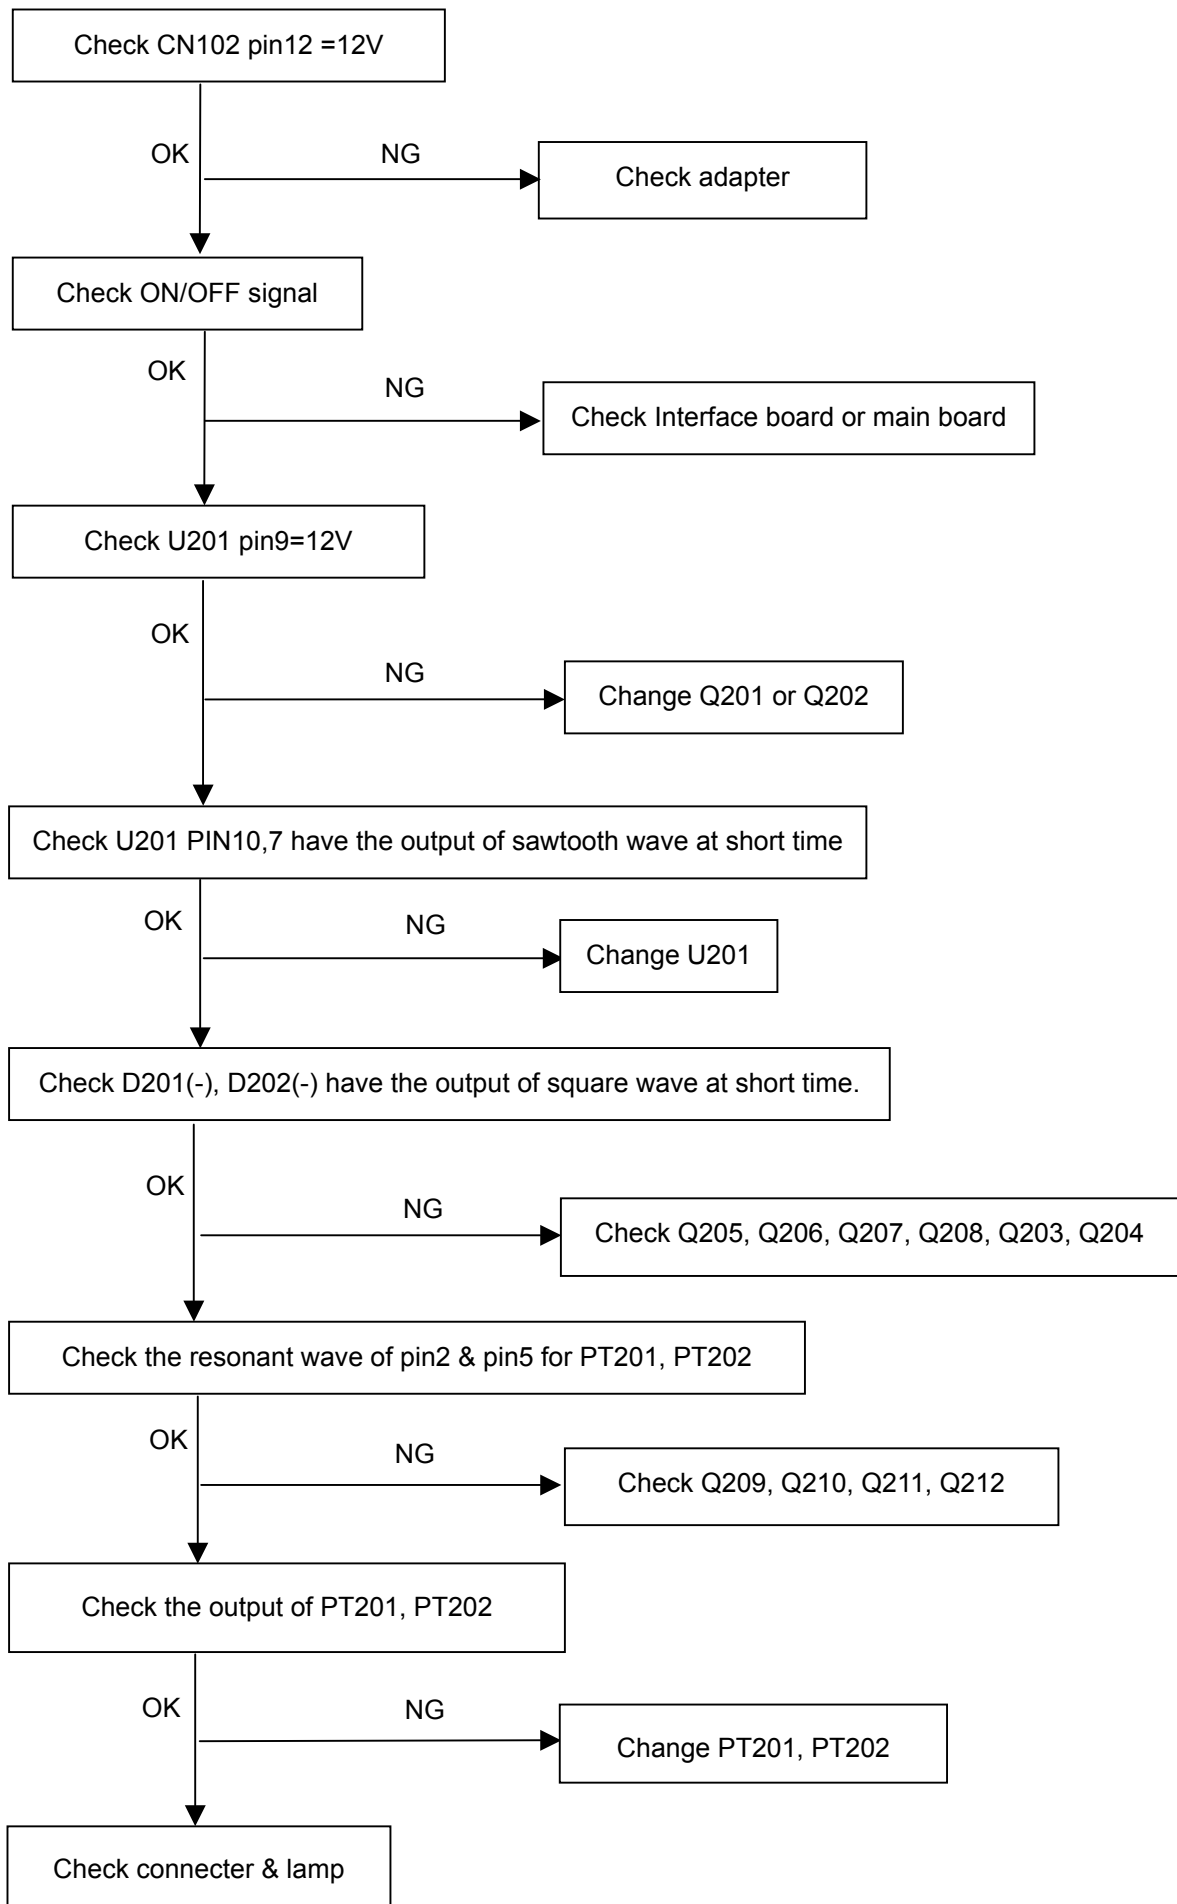 Check CN102 pin12 =12V
OK
NG
Check adapter
Check ON/OFF signal
OK
NG
Check Interface board or main board
Check U201 pin9=12V
OK
NG
Change Q201 or Q202
Check U201 PIN10,7 have the output of sawtooth wave at short time
OK
NG
Change U201
Check D201(-), D202(-) have the output of square wave at short time.
OK
NG
Check Q205, Q206, Q207, Q208, Q203, Q204
Check the resonant wave of pin2 & pin5 for PT201, PT202
OK
NG
Check Q209, Q210, Q211, Q212
Check the output of PT201, PT202
OK
NG
Change PT201, PT202
Check connecter & lamp